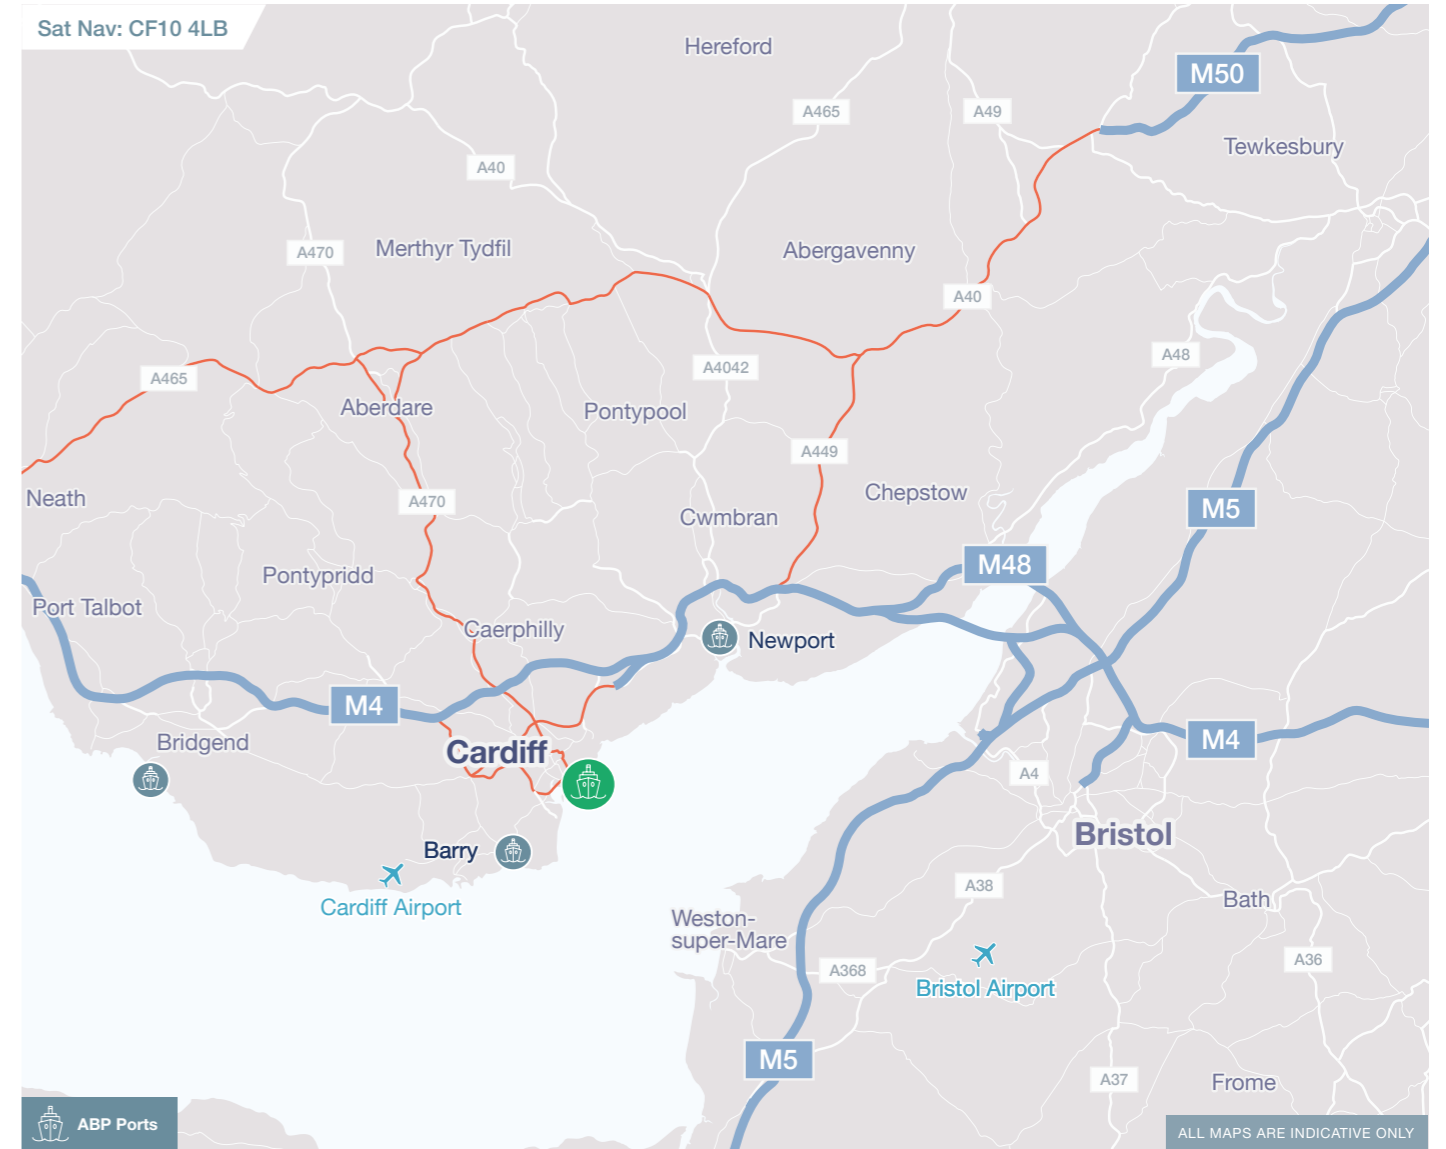 Sat Nav: CF10 4LB
Hereford
M50
A465
A49
Tewkesbury
A40
A470
Merthyr Tydfil
Abergavenny
A40
A48
A465
A4042
Aberdare
Pontypool
A449
Neath
A470
Chepstow
M5
Cwmbran
M48
Pontypridd
Port Talbot
Caerphilly
Newport
M4
Bridgend
Cardiff
M4
A4
Bristol
Barry
Cardiff Airport
A38
Bath
Weston-
super-Mare
A368
A36
Bristol Airport
M5
A37
Frome
ABP Ports
ALL MAPS ARE INDICATIVE ONLY